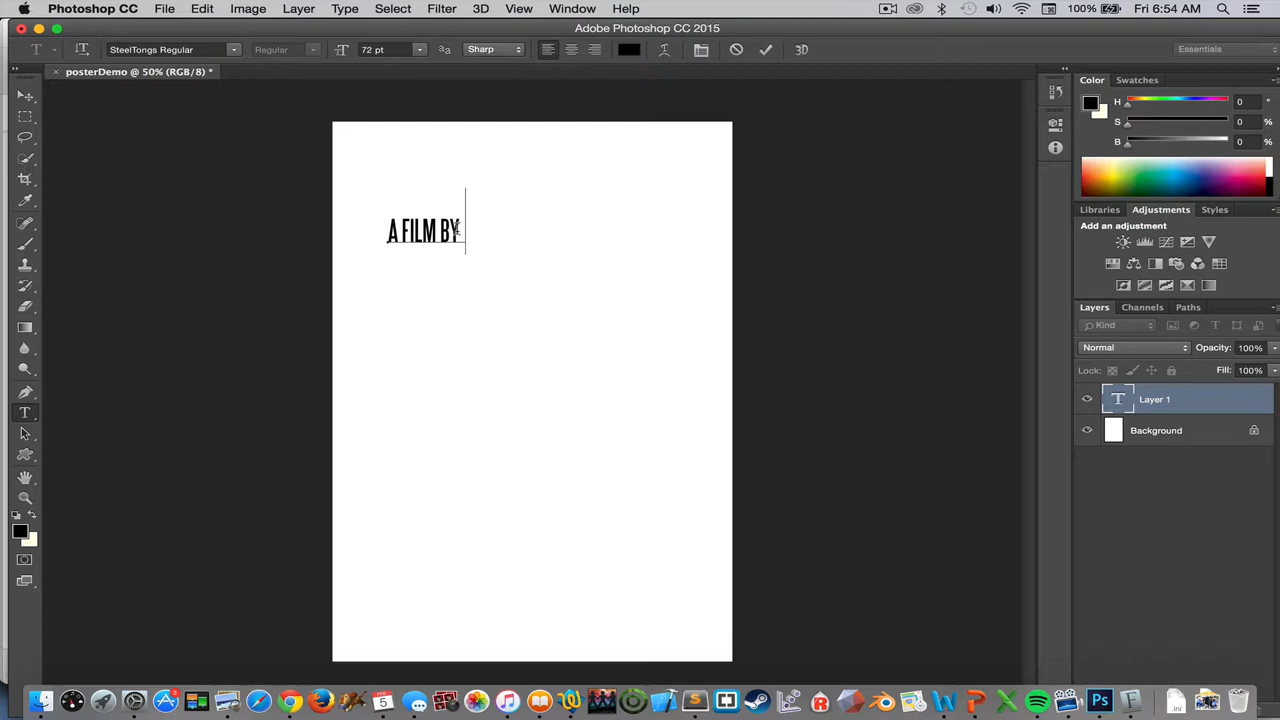 Photoshop CC File Edit Image Layer Type Select Filter 3D View Window Help 100% Fri 6:54 AM
Adobe Photoshop CC 2015
SteelTongs Regular Regular 72 pt Sharp 3D Essentials
posterDemo @ 50% (RGB/8) *
Color Swatches
H 0 °
S 0 %
B 0 %
A FILM BY
Libraries Adjustments Styles
Add an adjustment
Layers Channels Paths
Kind
Normal Opacity: 100%
Lock: Fill: 100%
T Layer 1
Background